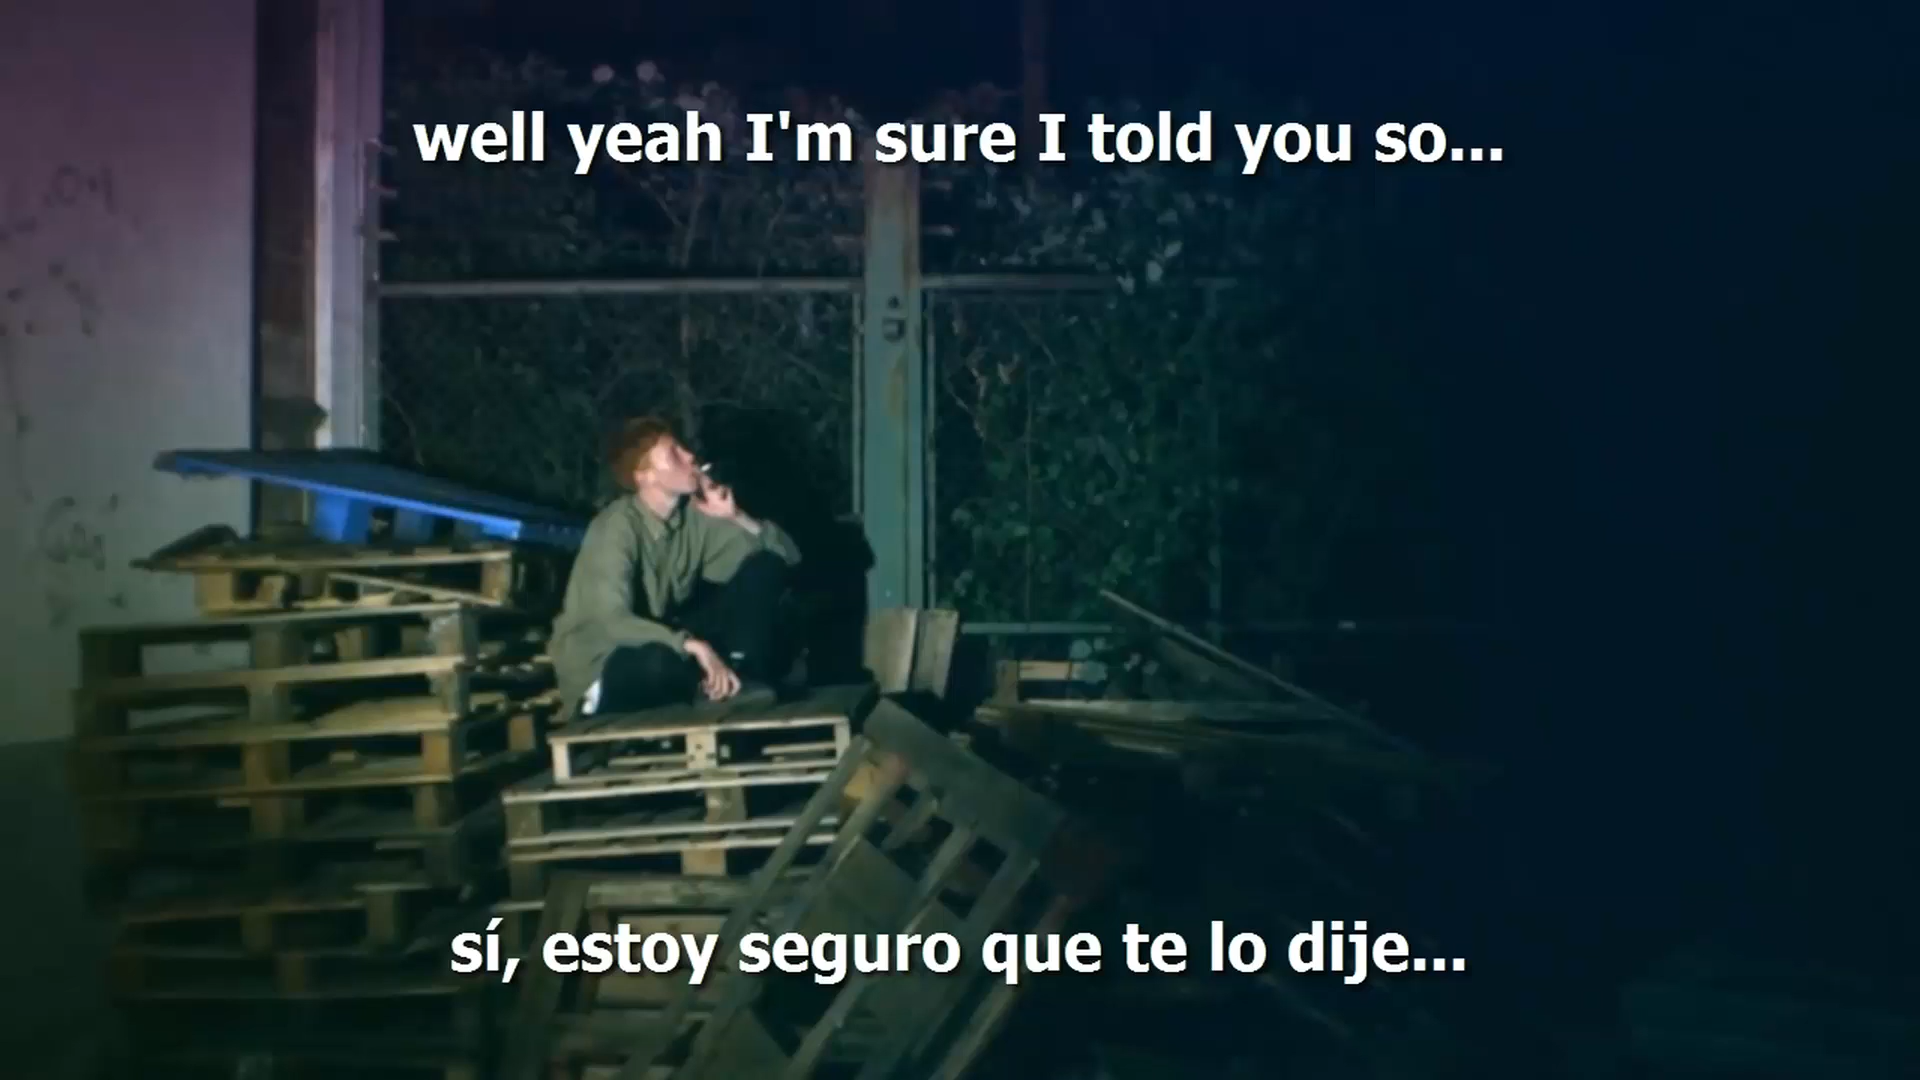 well yeah I'm sure I told you so...
sí, estoy seguro que te lo dije...